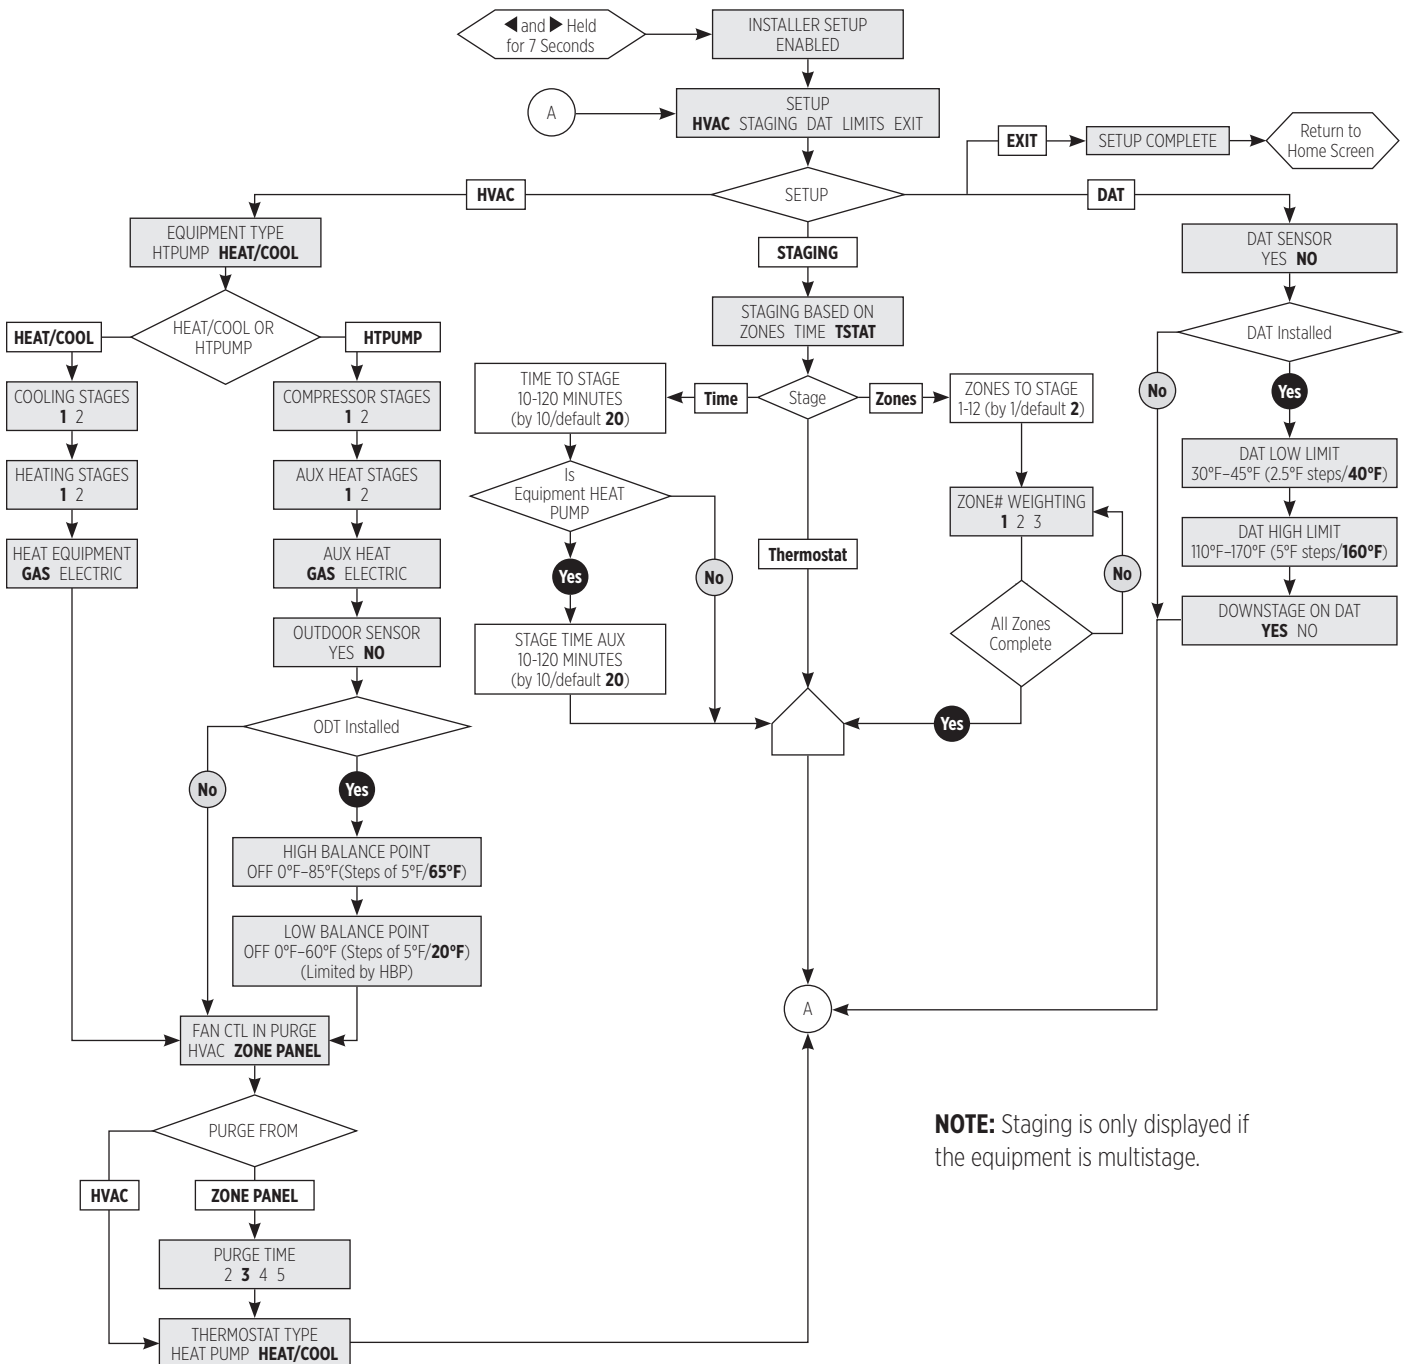 ◀ and ▶ Held
for 7 Seconds
INSTALLER SETUP
ENABLED
A
SETUP
HVAC STAGING DAT LIMITS EXIT
EXIT
SETUP COMPLETE
Return to
Home Screen
HVAC
SETUP
DAT
EQUIPMENT TYPE
HTPUMP HEAT/COOL
STAGING
DAT SENSOR
YES NO
HEAT/COOL
HEAT/COOL OR
HTPUMP
HTPUMP
STAGING BASED ON
ZONES TIME TSTAT
DAT Installed
COOLING STAGES
1 2
COMPRESSOR STAGES
1 2
TIME TO STAGE
10-120 MINUTES
(by 10/default 20)
Time
Stage
Zones
ZONES TO STAGE
1-12 (by 1/default 2)
No
Yes
HEATING STAGES
1 2
AUX HEAT STAGES
1 2
Is
Equipment HEAT
PUMP
ZONE# WEIGHTING
1 2 3
DAT LOW LIMIT
30°F–45°F (2.5°F steps/40°F)
HEAT EQUIPMENT
GAS ELECTRIC
AUX HEAT
GAS ELECTRIC
Yes
No
Thermostat
No
DAT HIGH LIMIT
110°F–170°F (5°F steps/160°F)
OUTDOOR SENSOR
YES NO
STAGE TIME AUX
10-120 MINUTES
(by 10/default 20)
All Zones
Complete
DOWNSTAGE ON DAT
YES NO
ODT Installed
Yes
No
Yes
HIGH BALANCE POINT
OFF 0°F–85°F(Steps of 5°F/65°F)
LOW BALANCE POINT
OFF 0°F–60°F (Steps of 5°F/20°F)
(Limited by HBP)
A
FAN CTL IN PURGE
HVAC ZONE PANEL
PURGE FROM
NOTE: Staging is only displayed if
the equipment is multistage.
HVAC
ZONE PANEL
PURGE TIME
2 3 4 5
THERMOSTAT TYPE
HEAT PUMP HEAT/COOL